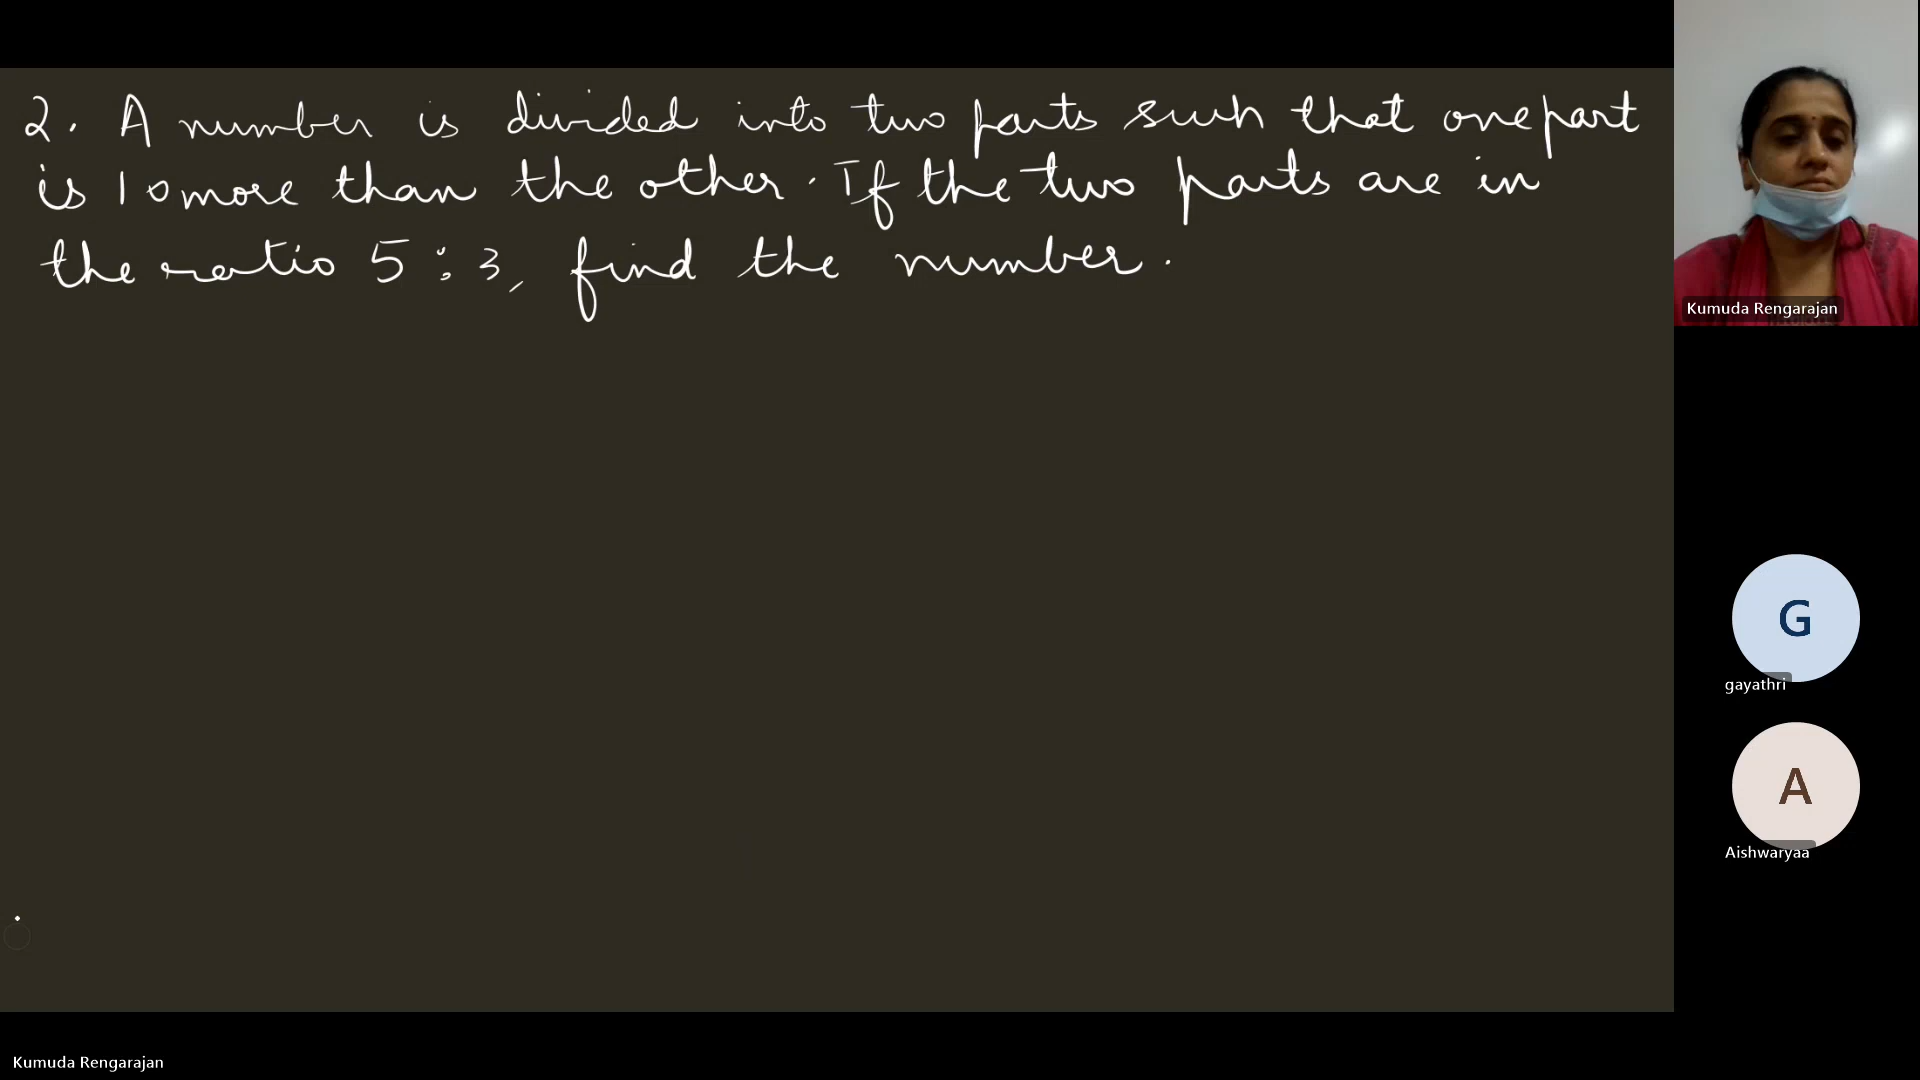 2. A number is divided into two parts such that one part
is 10 more than the other. If the two parts are in
the ratio 5:3, find the number.
Kumuda Rengarajan
G
gayathri
A
Aishwaryaa
Kumuda Rengarajan